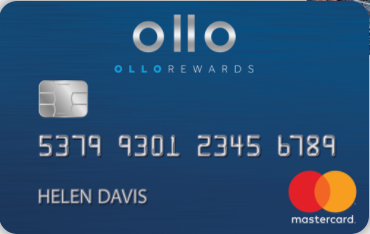 ollo
OLLOREWARDS
5379 9301 2345 6789
HELEN DAVIS
mastercard.